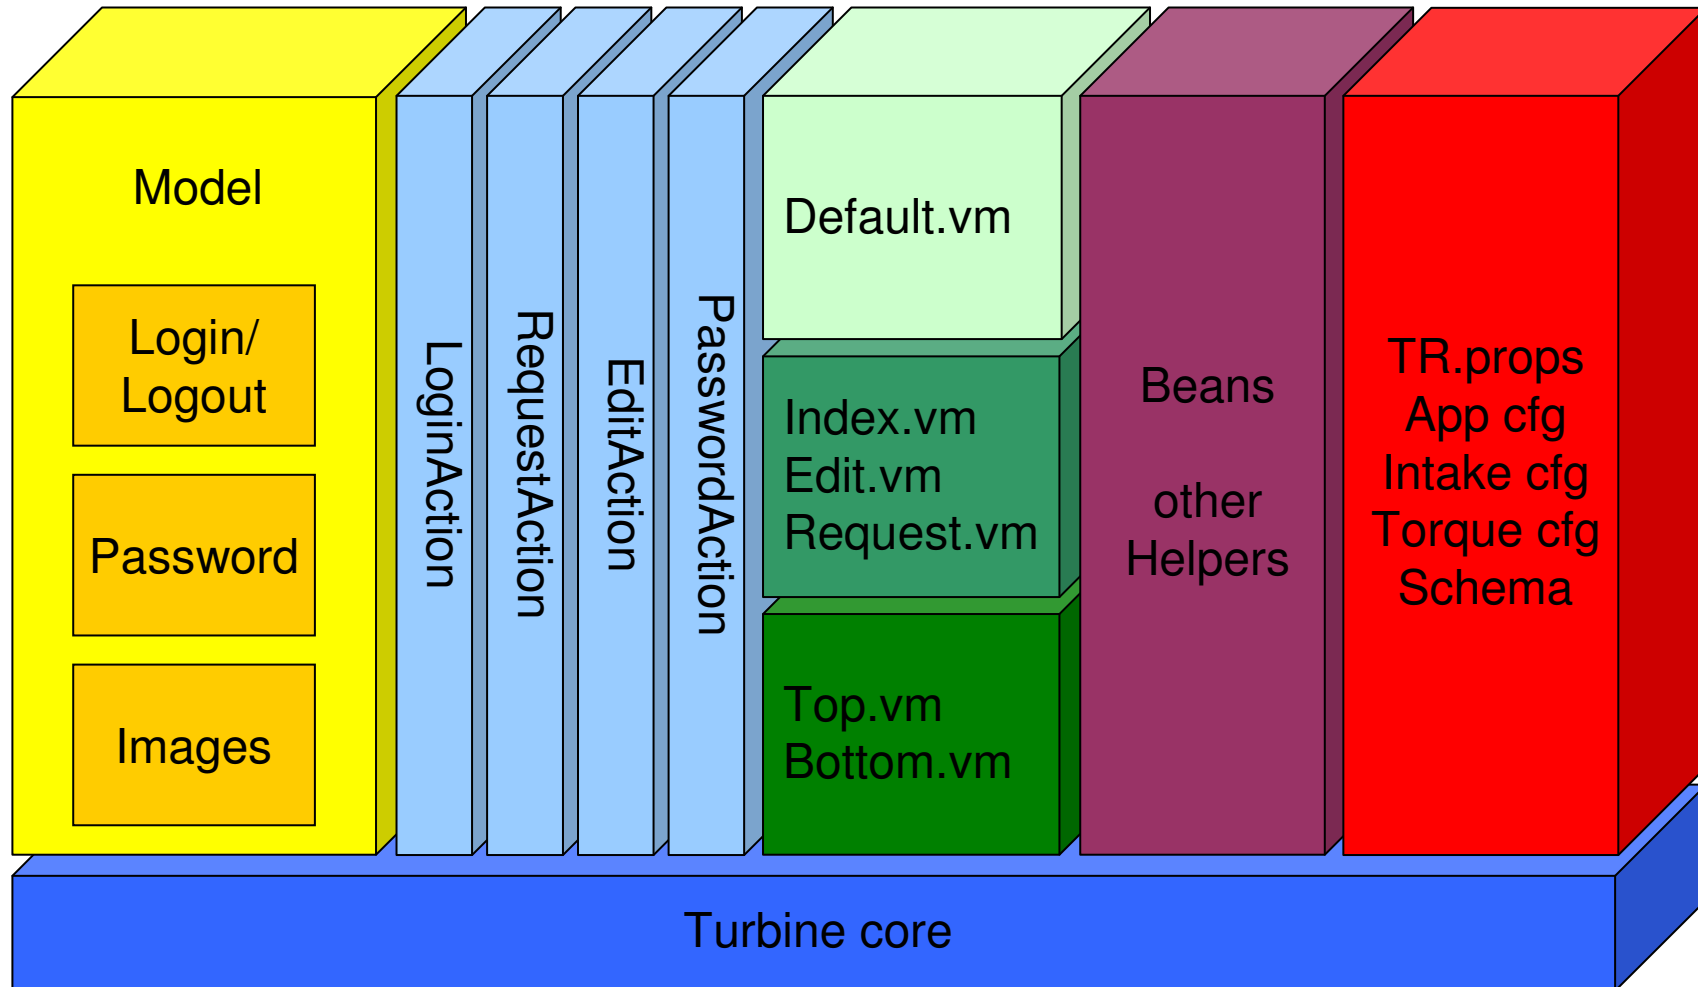 Model
Login/
Logout
Password
Images
LoginAction
RequestAction
EditAction
PasswordAction
Default.vm
Index.vm
Edit.vm
Request.vm
Top.vm
Bottom.vm
Beans
other
Helpers
TR.props
App cfg
Intake cfg
Torque cfg
Schema
Turbine core